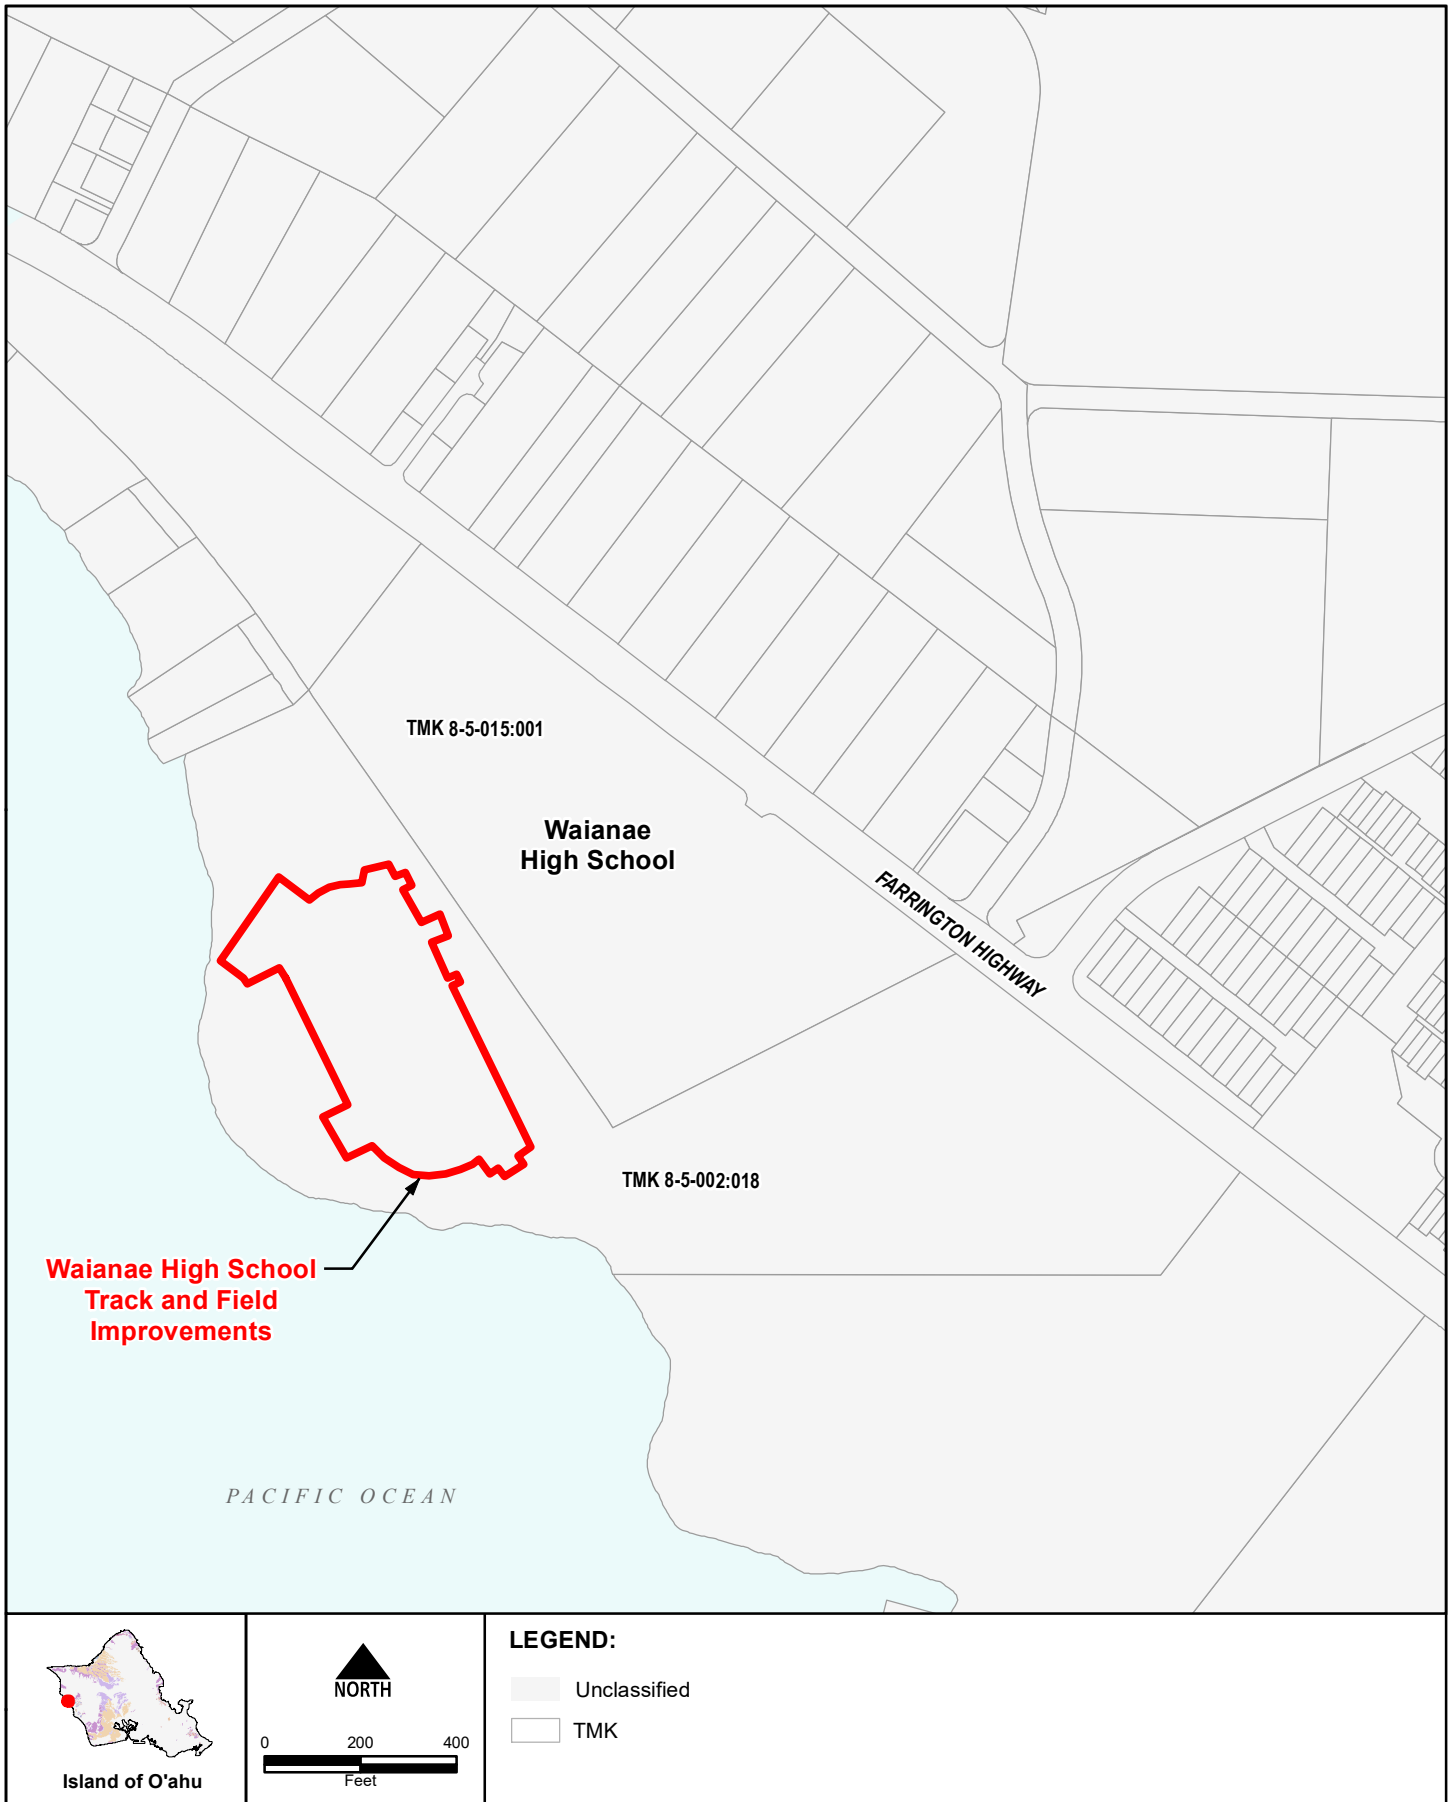 TMK 8-5-015:001
Waianae
High School
FARRINGTON HIGHWAY
TMK 8-5-002:018
Waianae High School
Track and Field
Improvements
PACIFIC OCEAN
Island of O'ahu
NORTH
0 200 400
Feet
LEGEND:
Unclassified
TMK